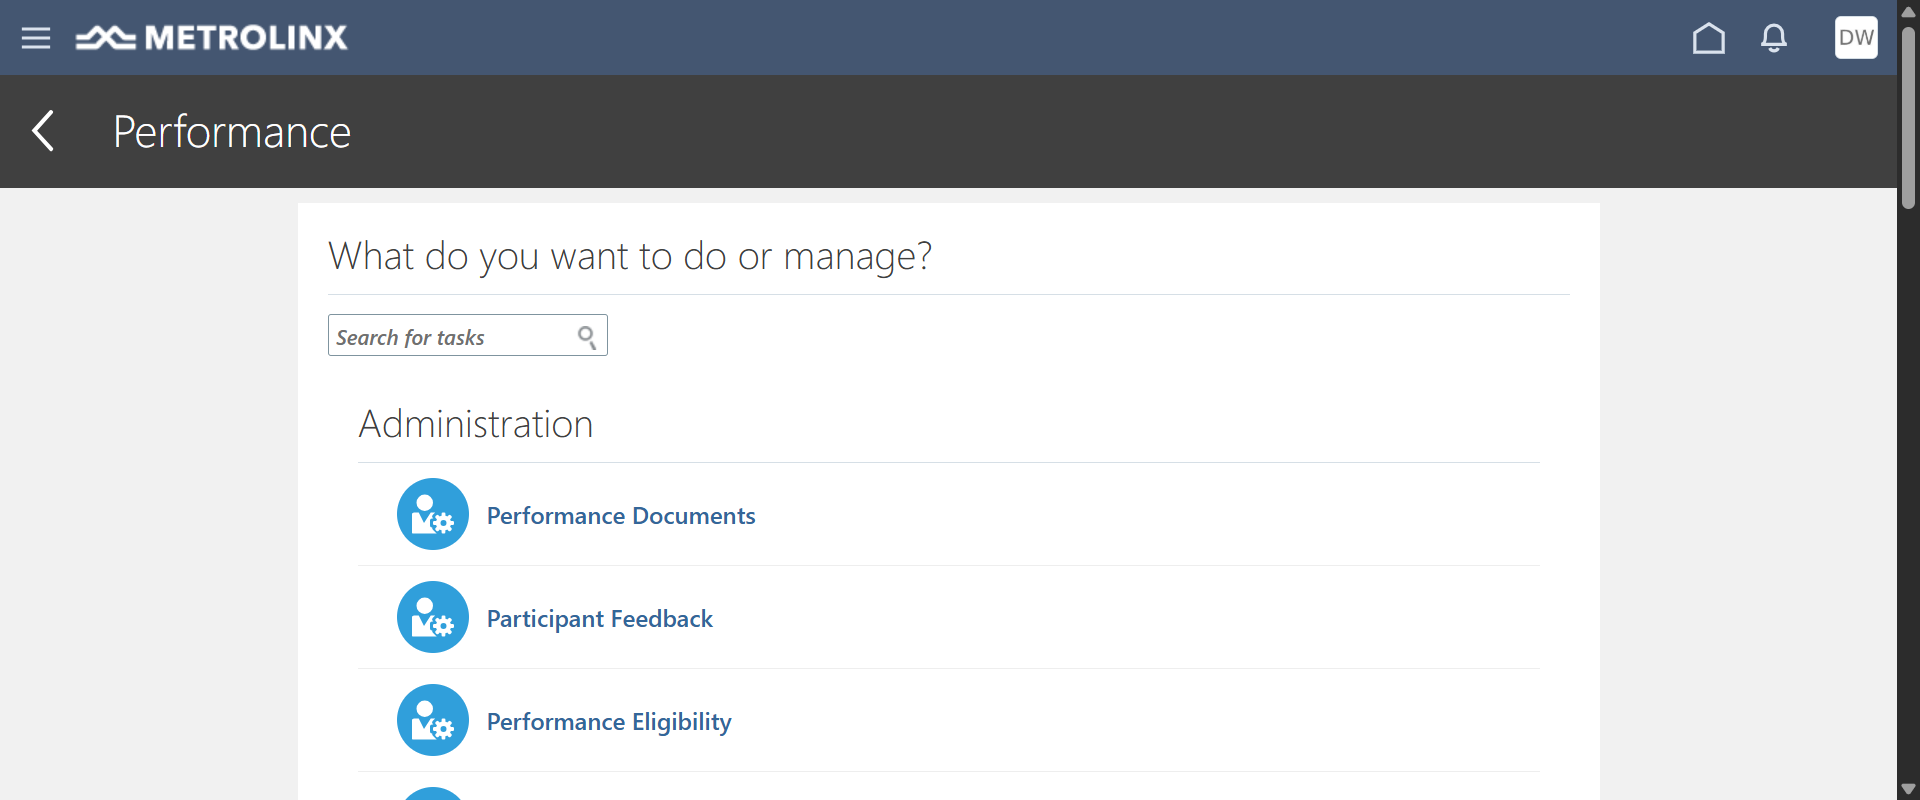 METROLINX
DW
Performance
What do you want to do or manage?
Search for tasks
Administration
Performance Documents
Participant Feedback
Performance Eligibility